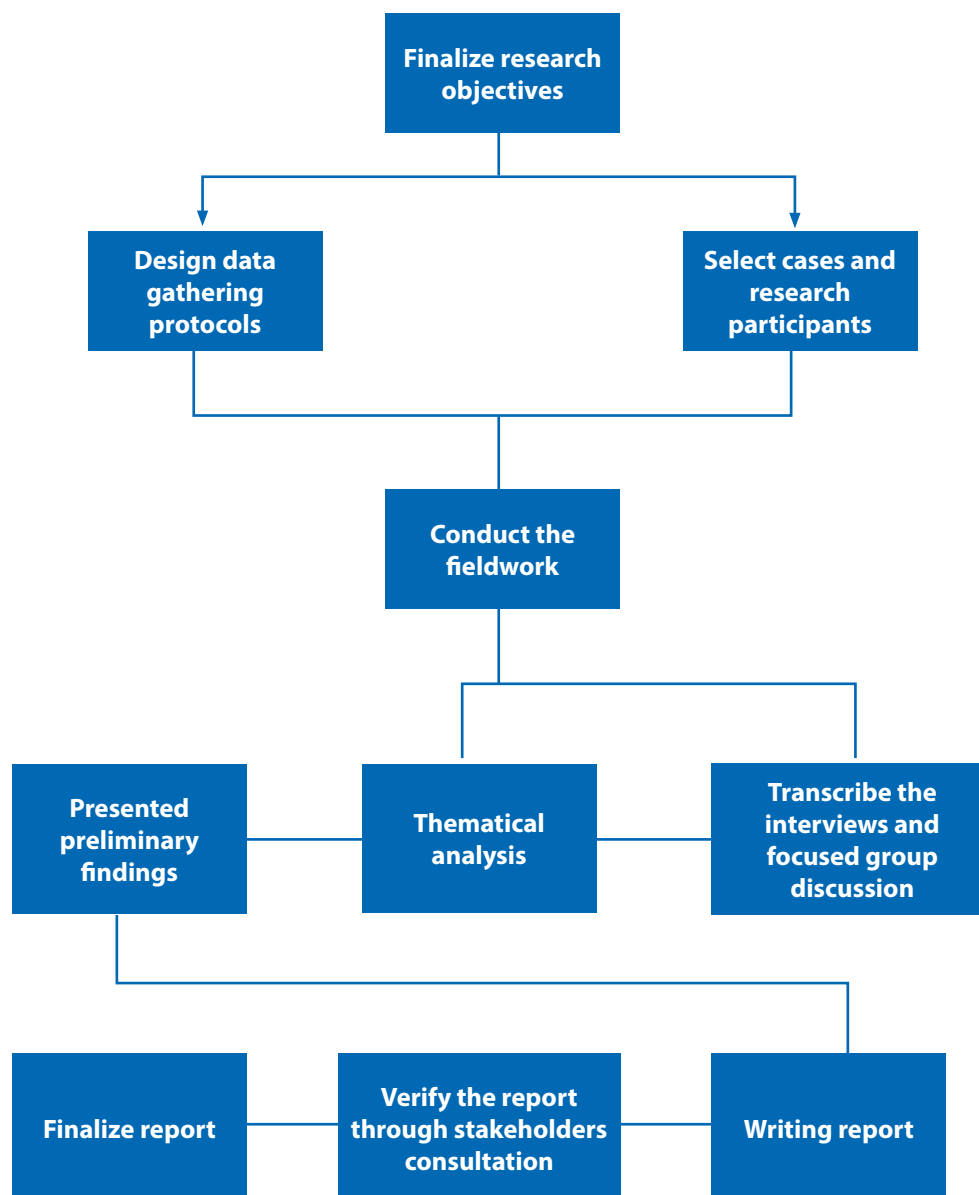 Finalize research
objectives
Design data
gathering
protocols
Select cases and
research
participants
Conduct the
fieldwork
Presented
preliminary
findings
Thematical
analysis
Transcribe the
interviews and
focused group
discussion
Finalize report
Verify the report
through stakeholders
consultation
Writing report